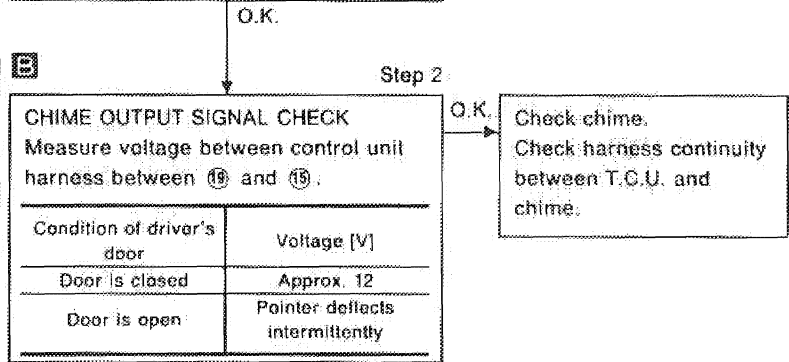 O.K.
B
Step 2
CHIME OUTPUT SIGNAL CHECK
Measure voltage between control unit
harness between ⑲ and ⑮.
Condition of driver's
door
Voltage [V]
Door is closed
Approx. 12
Door is open
Pointer deflects
intermittently
O.K.
Check chime.
Check harness continuity
between T.C.U. and
chime.